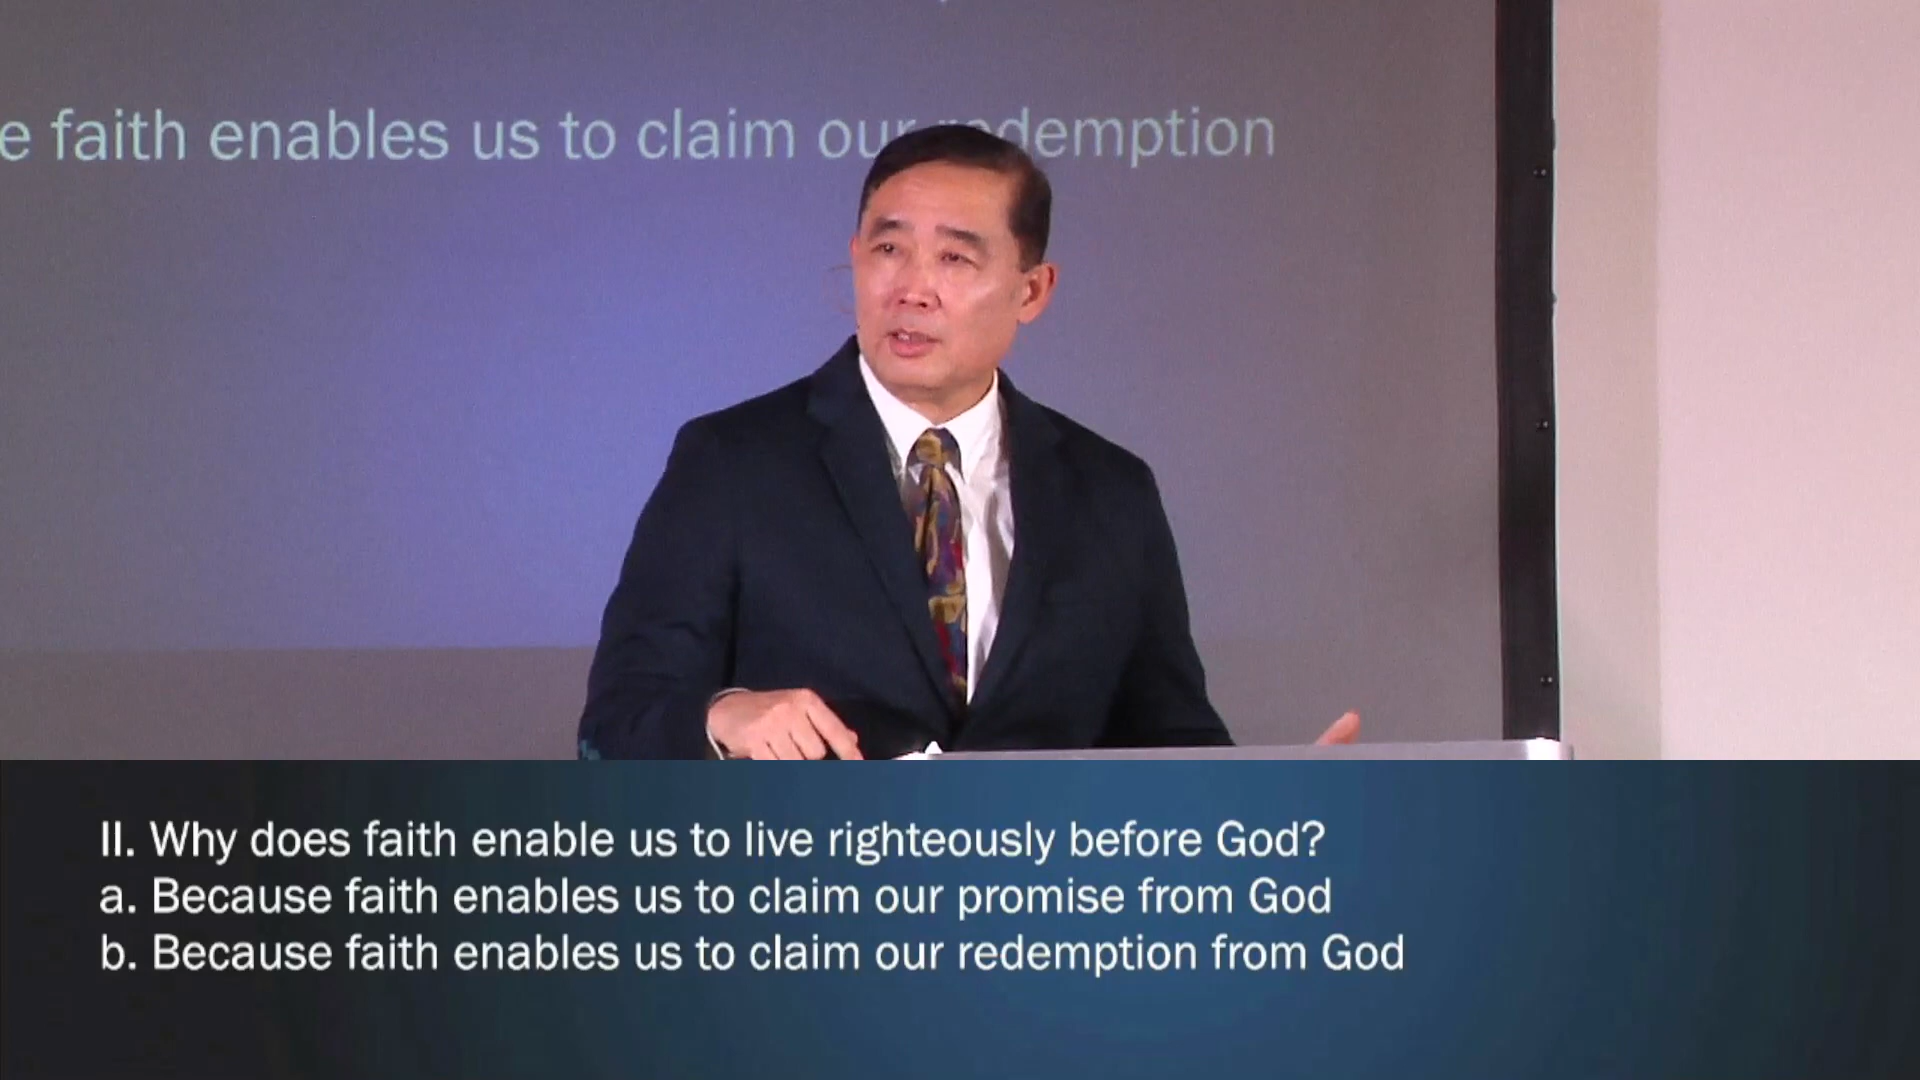 e faith enables us to claim our redemption
II. Why does faith enable us to live righteously before God?
a. Because faith enables us to claim our promise from God
b. Because faith enables us to claim our redemption from God